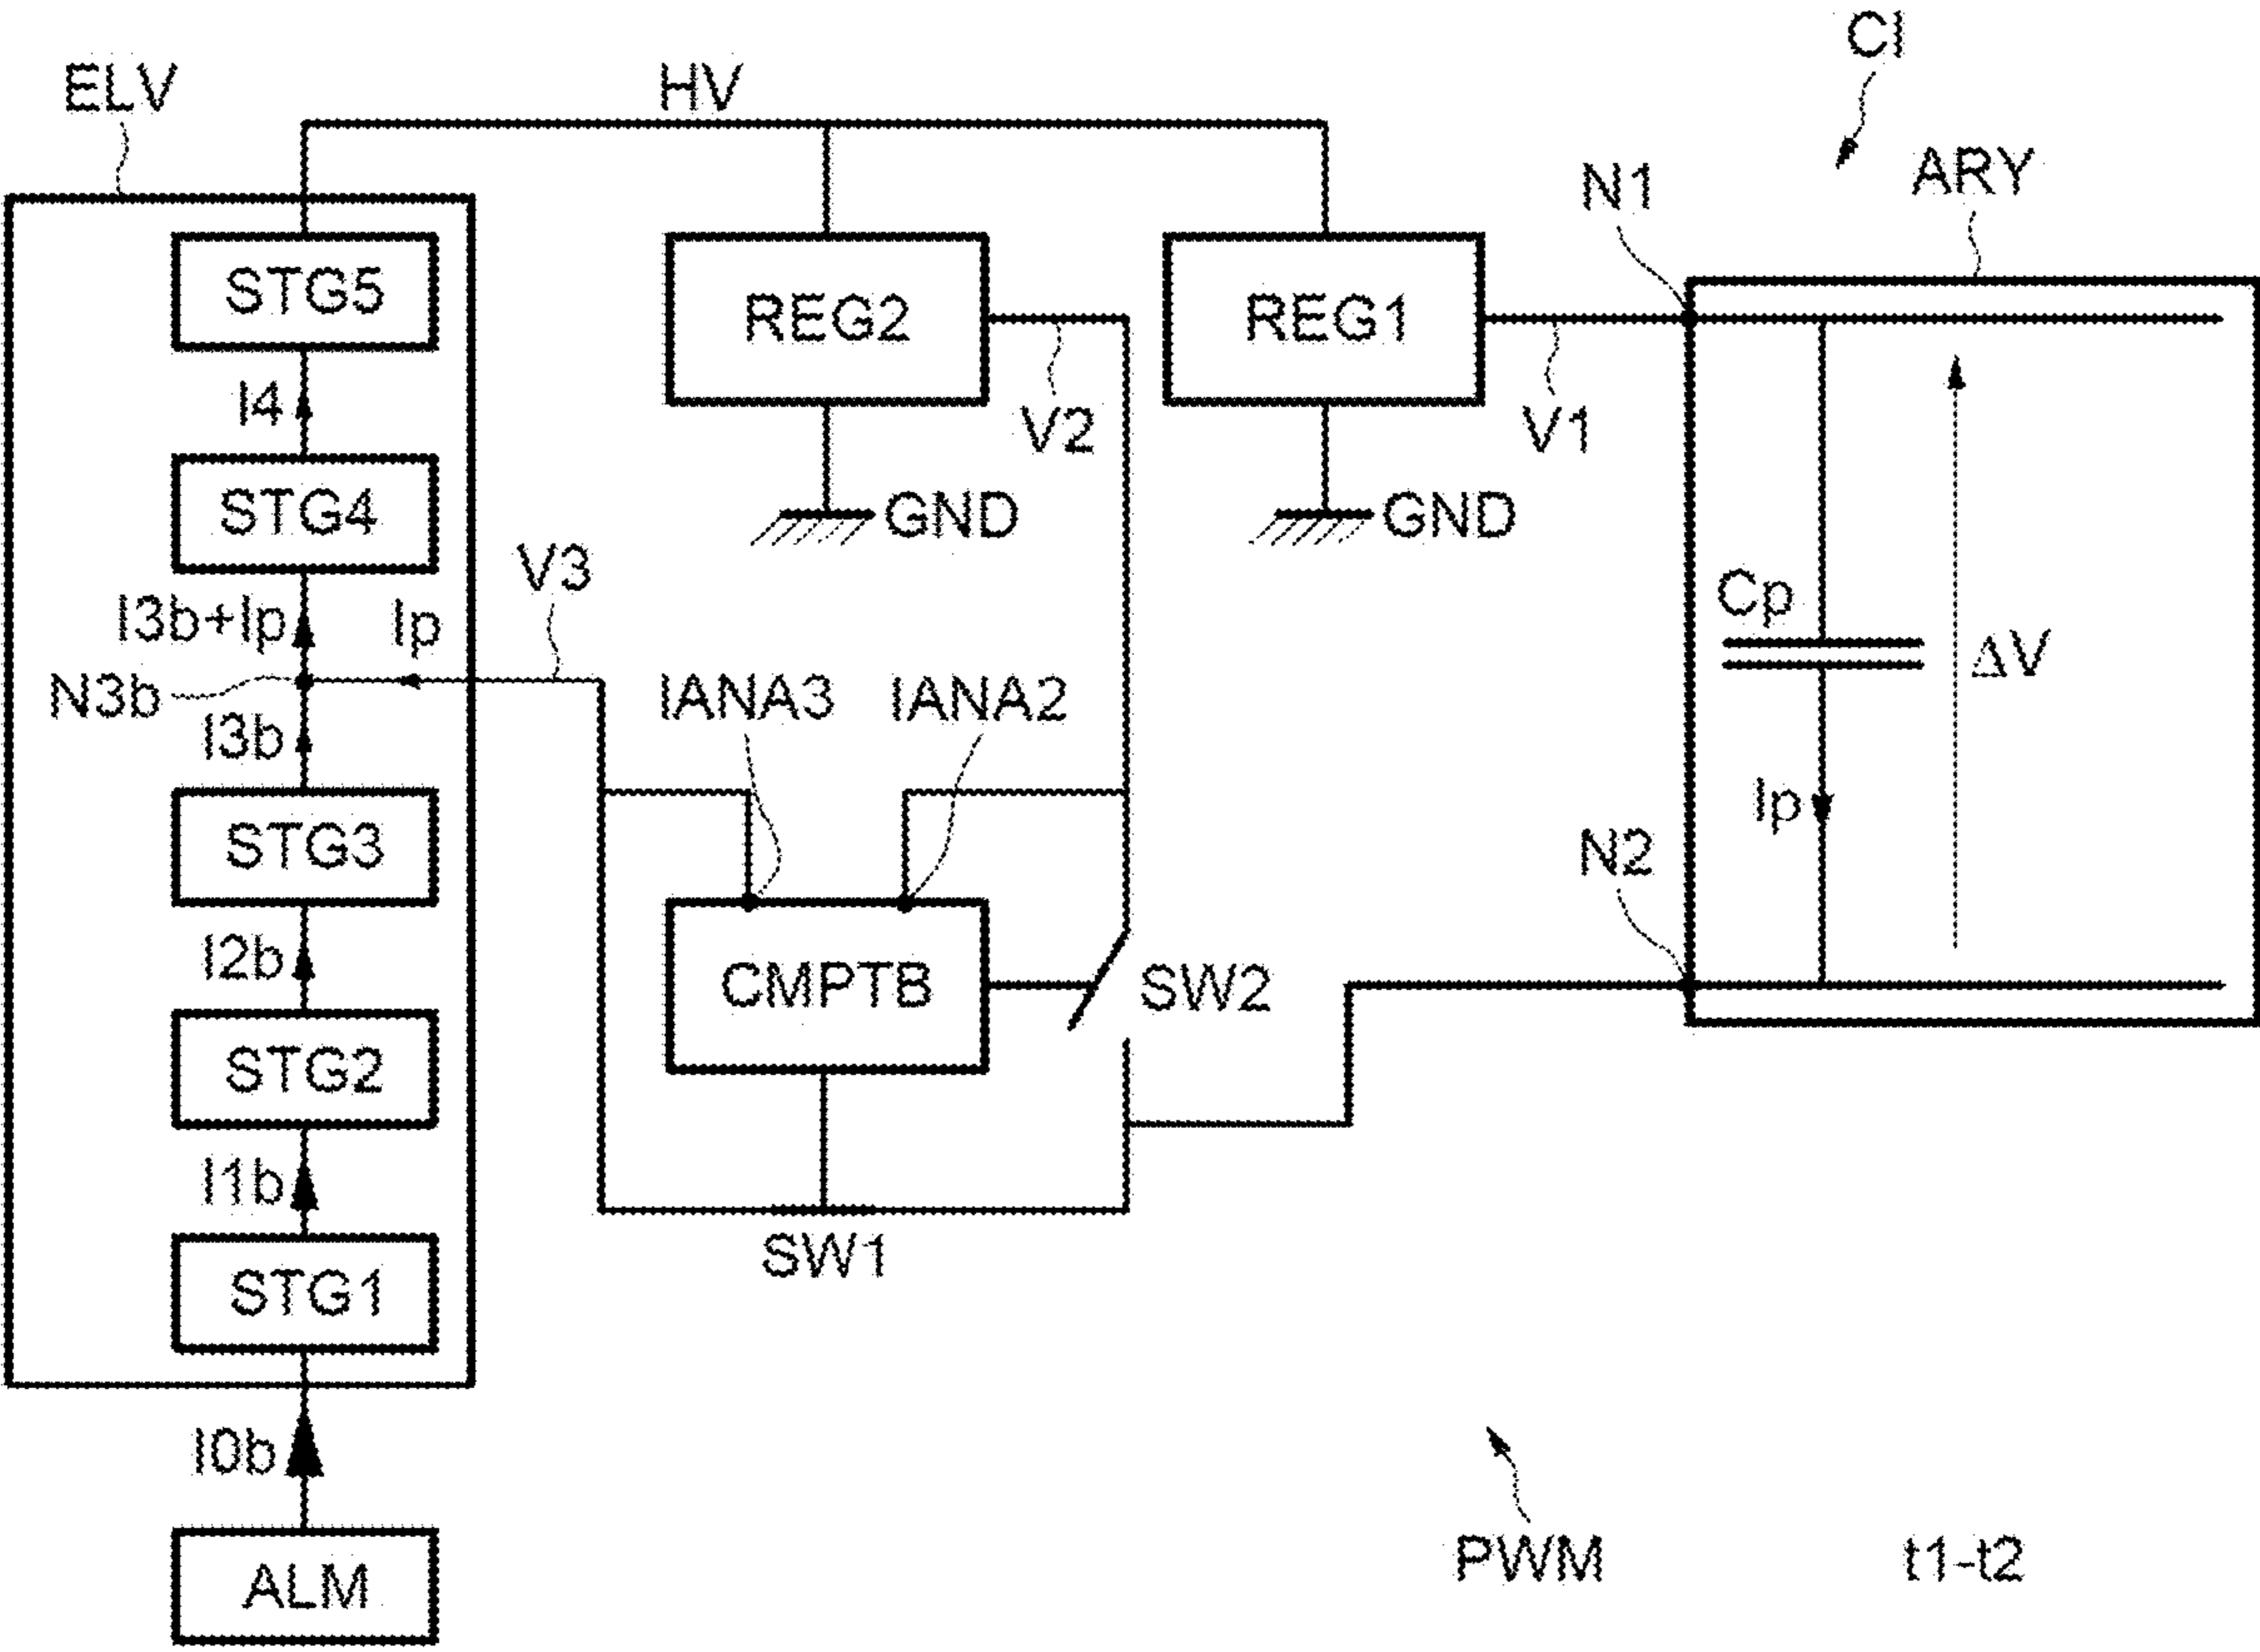 CI
ELV
HV
N1
ARY
STG5
REG2
REG1
I4
V2
V1
STG4
GND
GND
V3
Cp
I3b+Ip
Ip
ΔV
N3b
IANA3
IANA2
I3b
Ip
STG3
N2
I2b
CMPTB
SW2
STG2
I1b
SW1
STG1
I0b
PWM
t1-t2
ALM